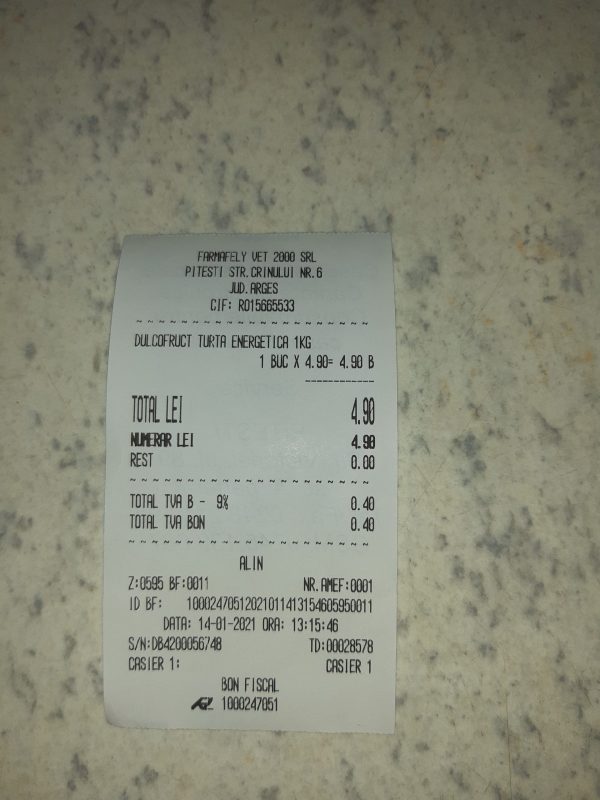 FARMAFELY VET 2000 SRL
PITESTI STR.CRINULUI NR.6
JUD.ARGES
CIF: RO15665533
DULCOFRUCT TURTA ENERGETICA 1KG
1 BUC X 4.90= 4.90 B
TOTAL LEI 4.90
NUMERAR LEI 4.90
REST 0.00
TOTAL TVA B - 9% 0.40
TOTAL TVA BON 0.40
ALIN
Z:0595 BF:0011 NR.AMEF:0001
ID BF: 10002470512021011413154605950011
DATA: 14-01-2021 ORA: 13:15:46
S/N:DB4200056748 TD:00028578
CASIER 1: CASIER 1
BON FISCAL
1000247051